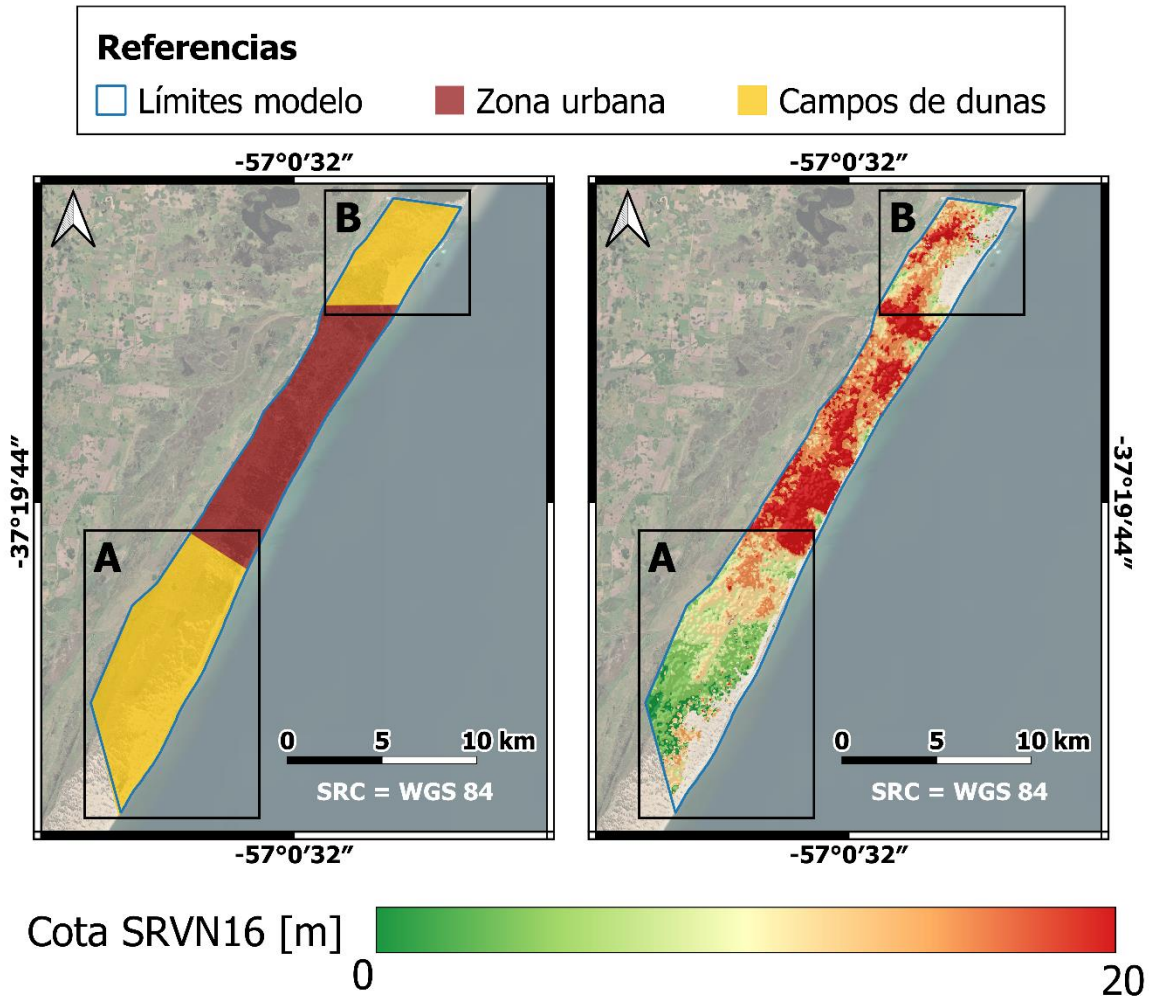 Referencias
Límites modelo Zona urbana Campos de dunas
-57°0'32" -57°0'32"
B B
-37°19'44" -37°19'44"
A A
0 5 10 km 0 5 10 km
SRC = WGS 84 SRC = WGS 84
-57°0'32" -57°0'32"
Cota SRVN16 [m]
0 20